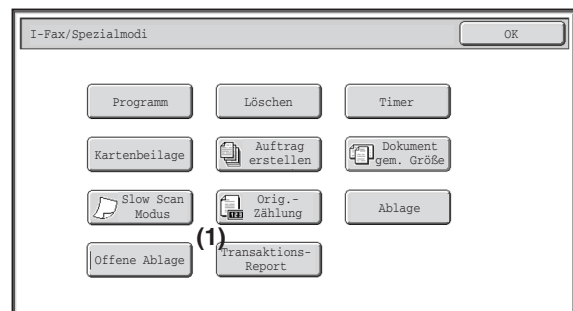 I-Fax/Spezialmodi
OK
Programm
Löschen
Timer
Kartenbeilage
Auftrag
erstellen
Dokument
gem. Größe
Slow Scan
Modus
Orig.-
Zählung
123
Ablage
Offene Ablage
(1)
Transaktions-
Report